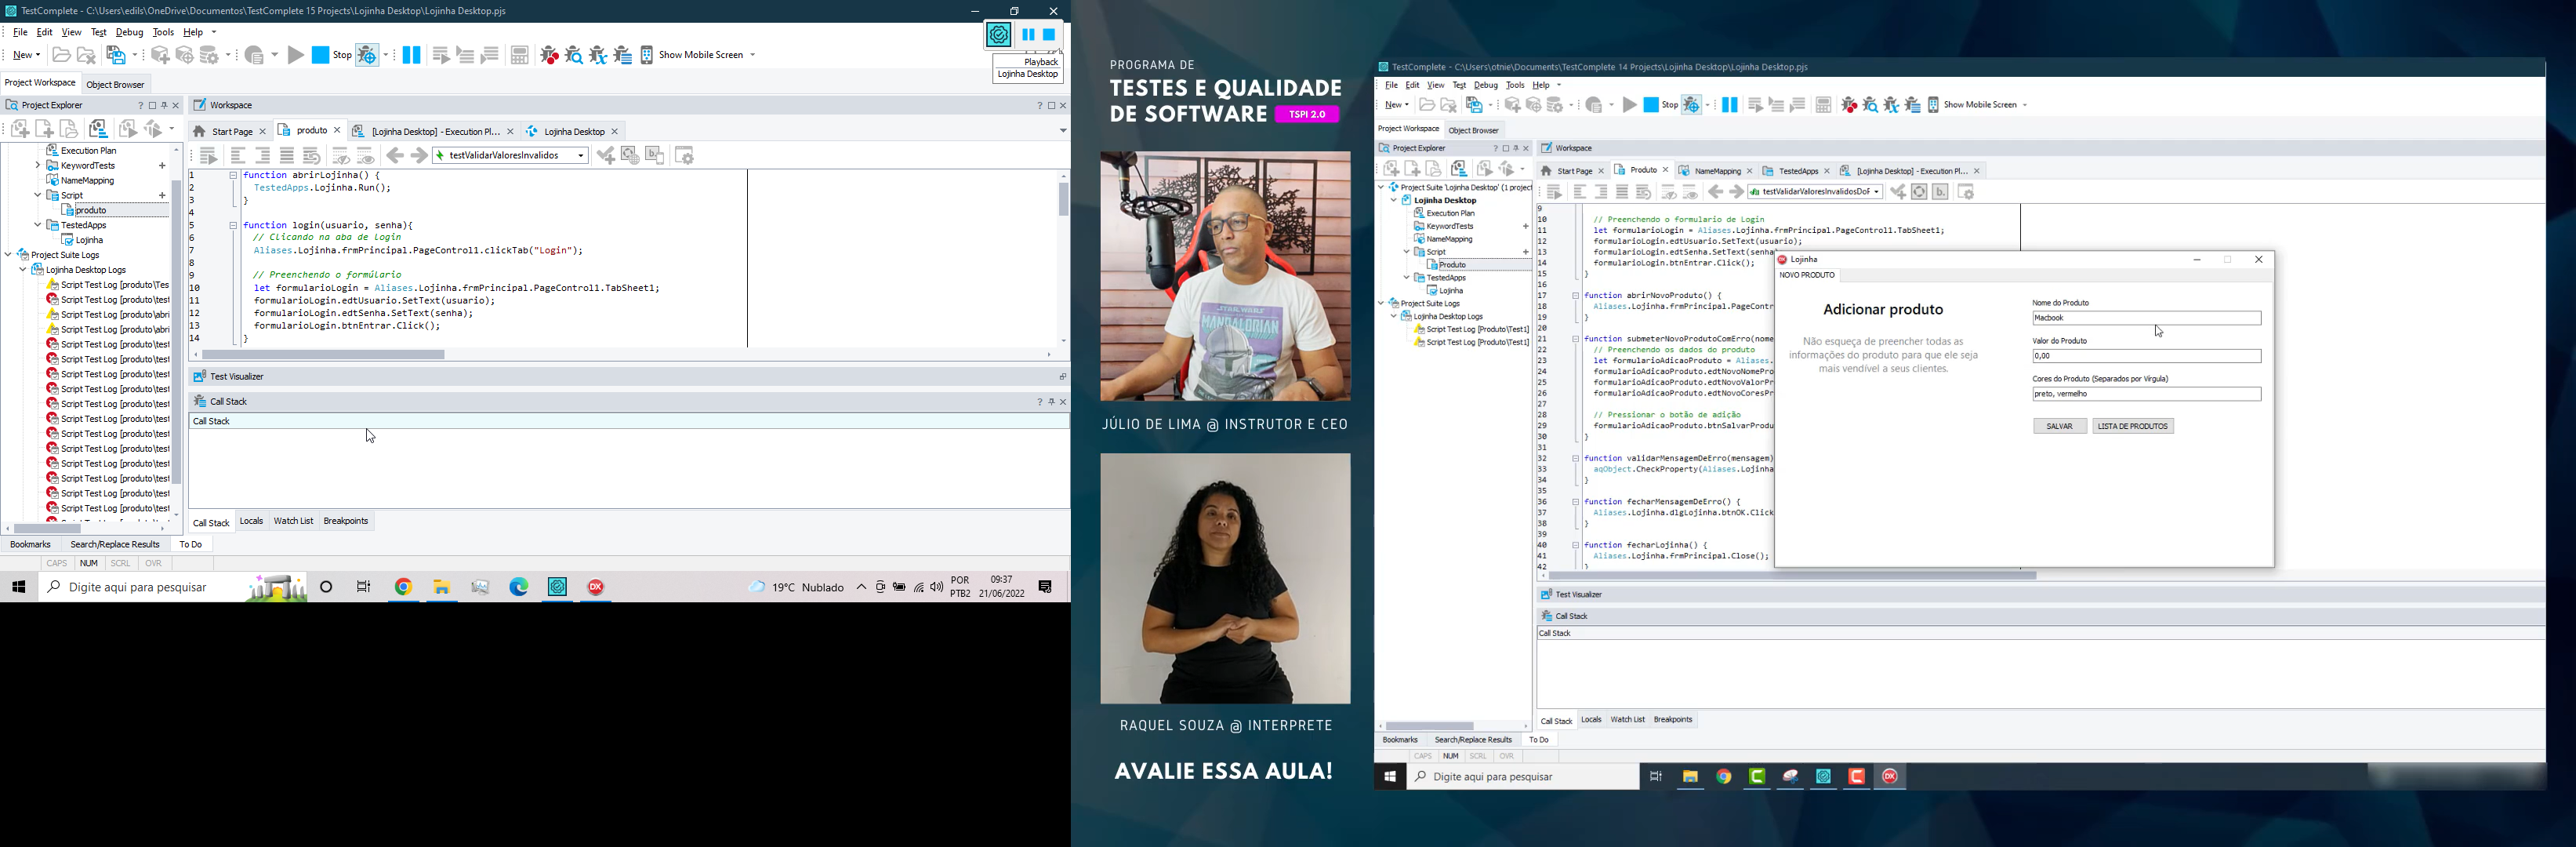 TestComplete - C:\Users\edils\OneDrive\Documentos\TestComplete 15 Projects\Lojinha Desktop\Lojinha Desktop.pjs
File Edit View Test Debug Tools Help
New Stop Show Mobile Screen
Playback
Lojinha Desktop
Project Workspace Object Browser
Project Explorer
Workspace
Start Page produto [Lojinha Desktop] - Execution Pl... Lojinha Desktop
testValidarValoresInvalidos
Execution Plan
KeywordTests
NameMapping
Script
produto
TestedApps
Lojinha
Project Suite Logs
Lojinha Desktop Logs
Script Test Log [produto\Tes
Script Test Log [produto\test
Script Test Log [produto\abri
Script Test Log [produto\abri
Script Test Log [produto\test
Script Test Log [produto\test
Script Test Log [produto\test
Script Test Log [produto\test
Script Test Log [produto\test
Script Test Log [produto\test
Script Test Log [produto\test
Script Test Log [produto\test
Script Test Log [produto\test
Script Test Log [produto\test
Script Test Log [produto\test
Script Test Log [produto\test
1 function abrirLojinha() {
2 TestedApps.Lojinha.Run();
3 }
4
5 function login(usuario, senha){
6 // Clicando na aba de login
7 Aliases.Lojinha.frmPrincipal.PageControl1.clickTab("Login");
8
9 // Preenchendo o formúlario
10 let formularioLogin = Aliases.Lojinha.frmPrincipal.PageControl1.TabSheet1;
11 formularioLogin.edtUsuario.SetText(usuario);
12 formularioLogin.edtSenha.SetText(senha);
13 formularioLogin.btnEntrar.Click();
14 }
Test Visualizer
Call Stack
Call Stack
Call Stack Locals Watch List Breakpoints
Bookmarks Search/Replace Results To Do
CAPS NUM SCRL OVR
Digite aqui para pesquisar
19°C Nublado
POR
PTB2
09:37
21/06/2022
PROGRAMA DE
TESTES E QUALIDADE
DE SOFTWARE TSPI 2.0
STAR WARS
MANDALORIAN
JÚLIO DE LIMA @ INSTRUTOR E CEO
RAQUEL SOUZA @ INTERPRETE
AVALIE ESSA AULA!
TestComplete - C:\Users\otnie\Documents\TestComplete 14 Projects\Lojinha Desktop\Lojinha Desktop.pjs
File Edit View Test Debug Tools Help
New Stop Show Mobile Screen
Project Workspace Object Browser
Project Explorer
Workspace
Start Page Produto NameMapping TestedApps [Lojinha Desktop] - Execution Pl...
testValidarValoresInvalidosDoF
Project Suite 'Lojinha Desktop' (1 project
Lojinha Desktop
Execution Plan
KeywordTests
NameMapping
Script
Produto
TestedApps
Lojinha
Project Suite Logs
Lojinha Desktop Logs
Script Test Log [Produto\Test1]
Script Test Log [Produto\Test1]
9
10 // Preenchendo o formulario de Login
11 let formularioLogin = Aliases.Lojinha.frmPrincipal.PageControl1.TabSheet1;
12 formularioLogin.edtUsuario.SetText(usuario);
13 formularioLogin.edtSenha.SetText(senha
14 formularioLogin.btnEntrar.Click();
15 }
16
17 function abrirNovoProduto() {
18 Aliases.Lojinha.frmPrincipal.PageContr
19 }
20
21 function submeterNovoProdutoComErro(nome
22 // Preenchendo os dados do produto
23 let formularioAdicaoProduto = Aliases.
24 formularioAdicaoProduto.edtNovoNomePro
25 formularioAdicaoProduto.edtNovoValorPr
26 formularioAdicaoProduto.edtNovoCoresPr
27
28 // Pressionar o botão de adição
29 formularioAdicaoProduto.btnSalvarProdu
30 }
31
32 function validarMensagemDeErro(mensagem)
33 aqObject.CheckProperty(Aliases.Lojinha
34 }
35
36 function fecharMensagemDeErro() {
37 Aliases.Lojinha.dlgLojinha.btnOK.Click
38 }
39
40 function fecharLojinha() {
41 Aliases.Lojinha.frmPrincipal.Close();
42 }
Lojinha
NOVO PRODUTO
Adicionar produto
Não esqueça de preencher todas as
informações do produto para que ele seja
mais vendível a seus clientes.
Nome do Produto
Macbook
Valor do Produto
0,00
Cores do Produto (Separados por Vírgula)
preto, vermelho
SALVAR LISTA DE PRODUTOS
Test Visualizer
Call Stack
Call Stack
Call Stack Locals Watch List Breakpoints
Bookmarks Search/Replace Results To Do
CAPS NUM SCRL OVR
Digite aqui para pesquisar